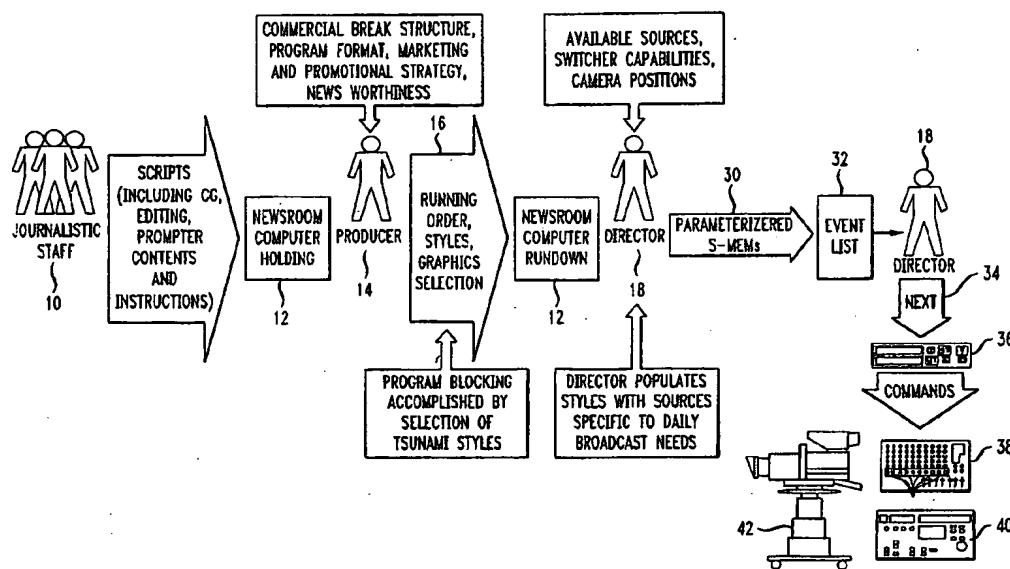 COMMERCIAL BREAK STRUCTURE,
PROGRAM FORMAT, MARKETING
AND PROMOTIONAL STRATEGY,
NEWS WORTHINESS
AVAILABLE SOURCES,
SWITCHER CAPABILITIES,
CAMERA POSITIONS
JOURNALISTIC
STAFF
10
SCRIPTS
(INCLUDING CG,
EDITING,
PROMPTER
CONTENTS
AND
INSTRUCTIONS)
NEWSROOM
COMPUTER
HOLDING
12
PRODUCER
14
16
RUNNING
ORDER,
STYLES,
GRAPHICS
SELECTION
NEWSROOM
COMPUTER
RUNDOWN
12
DIRECTOR
18
30
PARAMETERIZERED
S-MEMs
32
EVENT
LIST
18
DIRECTOR
NEXT
34
36
COMMANDS
38
40
42
PROGRAM BLOCKING
ACCOMPLISHED BY
SELECTION OF
TSUNAMI STYLES
DIRECTOR POPULATES
STYLES WITH SOURCES
SPECIFIC TO DAILY
BROADCAST NEEDS